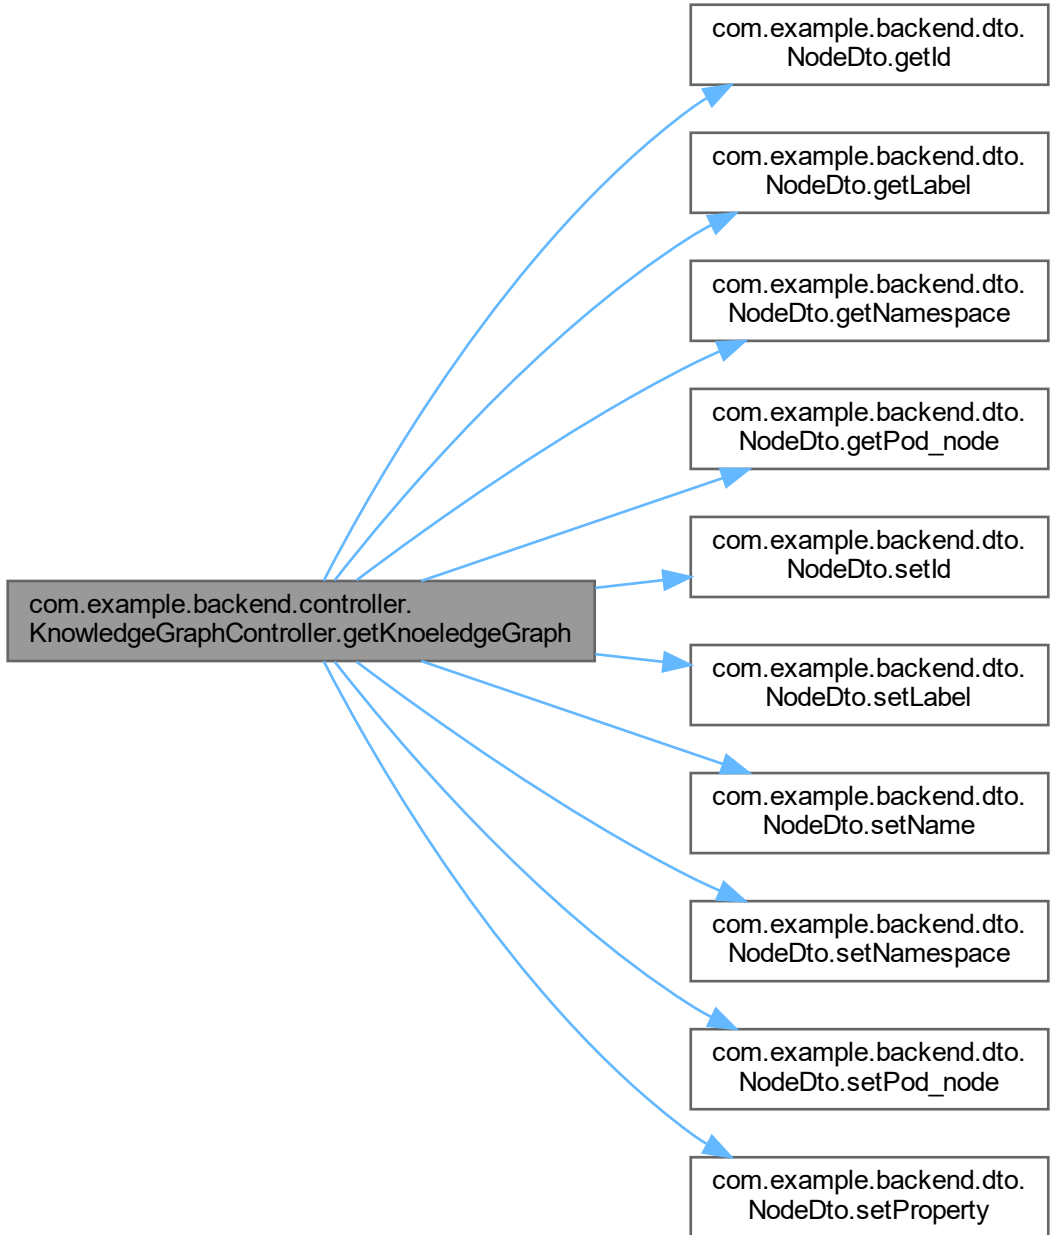 com.example.backend.dto.
NodeDto.getId
com.example.backend.dto.
NodeDto.getLabel
com.example.backend.dto.
NodeDto.getNamespace
com.example.backend.dto.
NodeDto.getPod_node
com.example.backend.dto.
NodeDto.setId
com.example.backend.controller.
KnowledgeGraphController.getKnoeledgeGraph
com.example.backend.dto.
NodeDto.setLabel
com.example.backend.dto.
NodeDto.setName
com.example.backend.dto.
NodeDto.setNamespace
com.example.backend.dto.
NodeDto.setPod_node
com.example.backend.dto.
NodeDto.setProperty